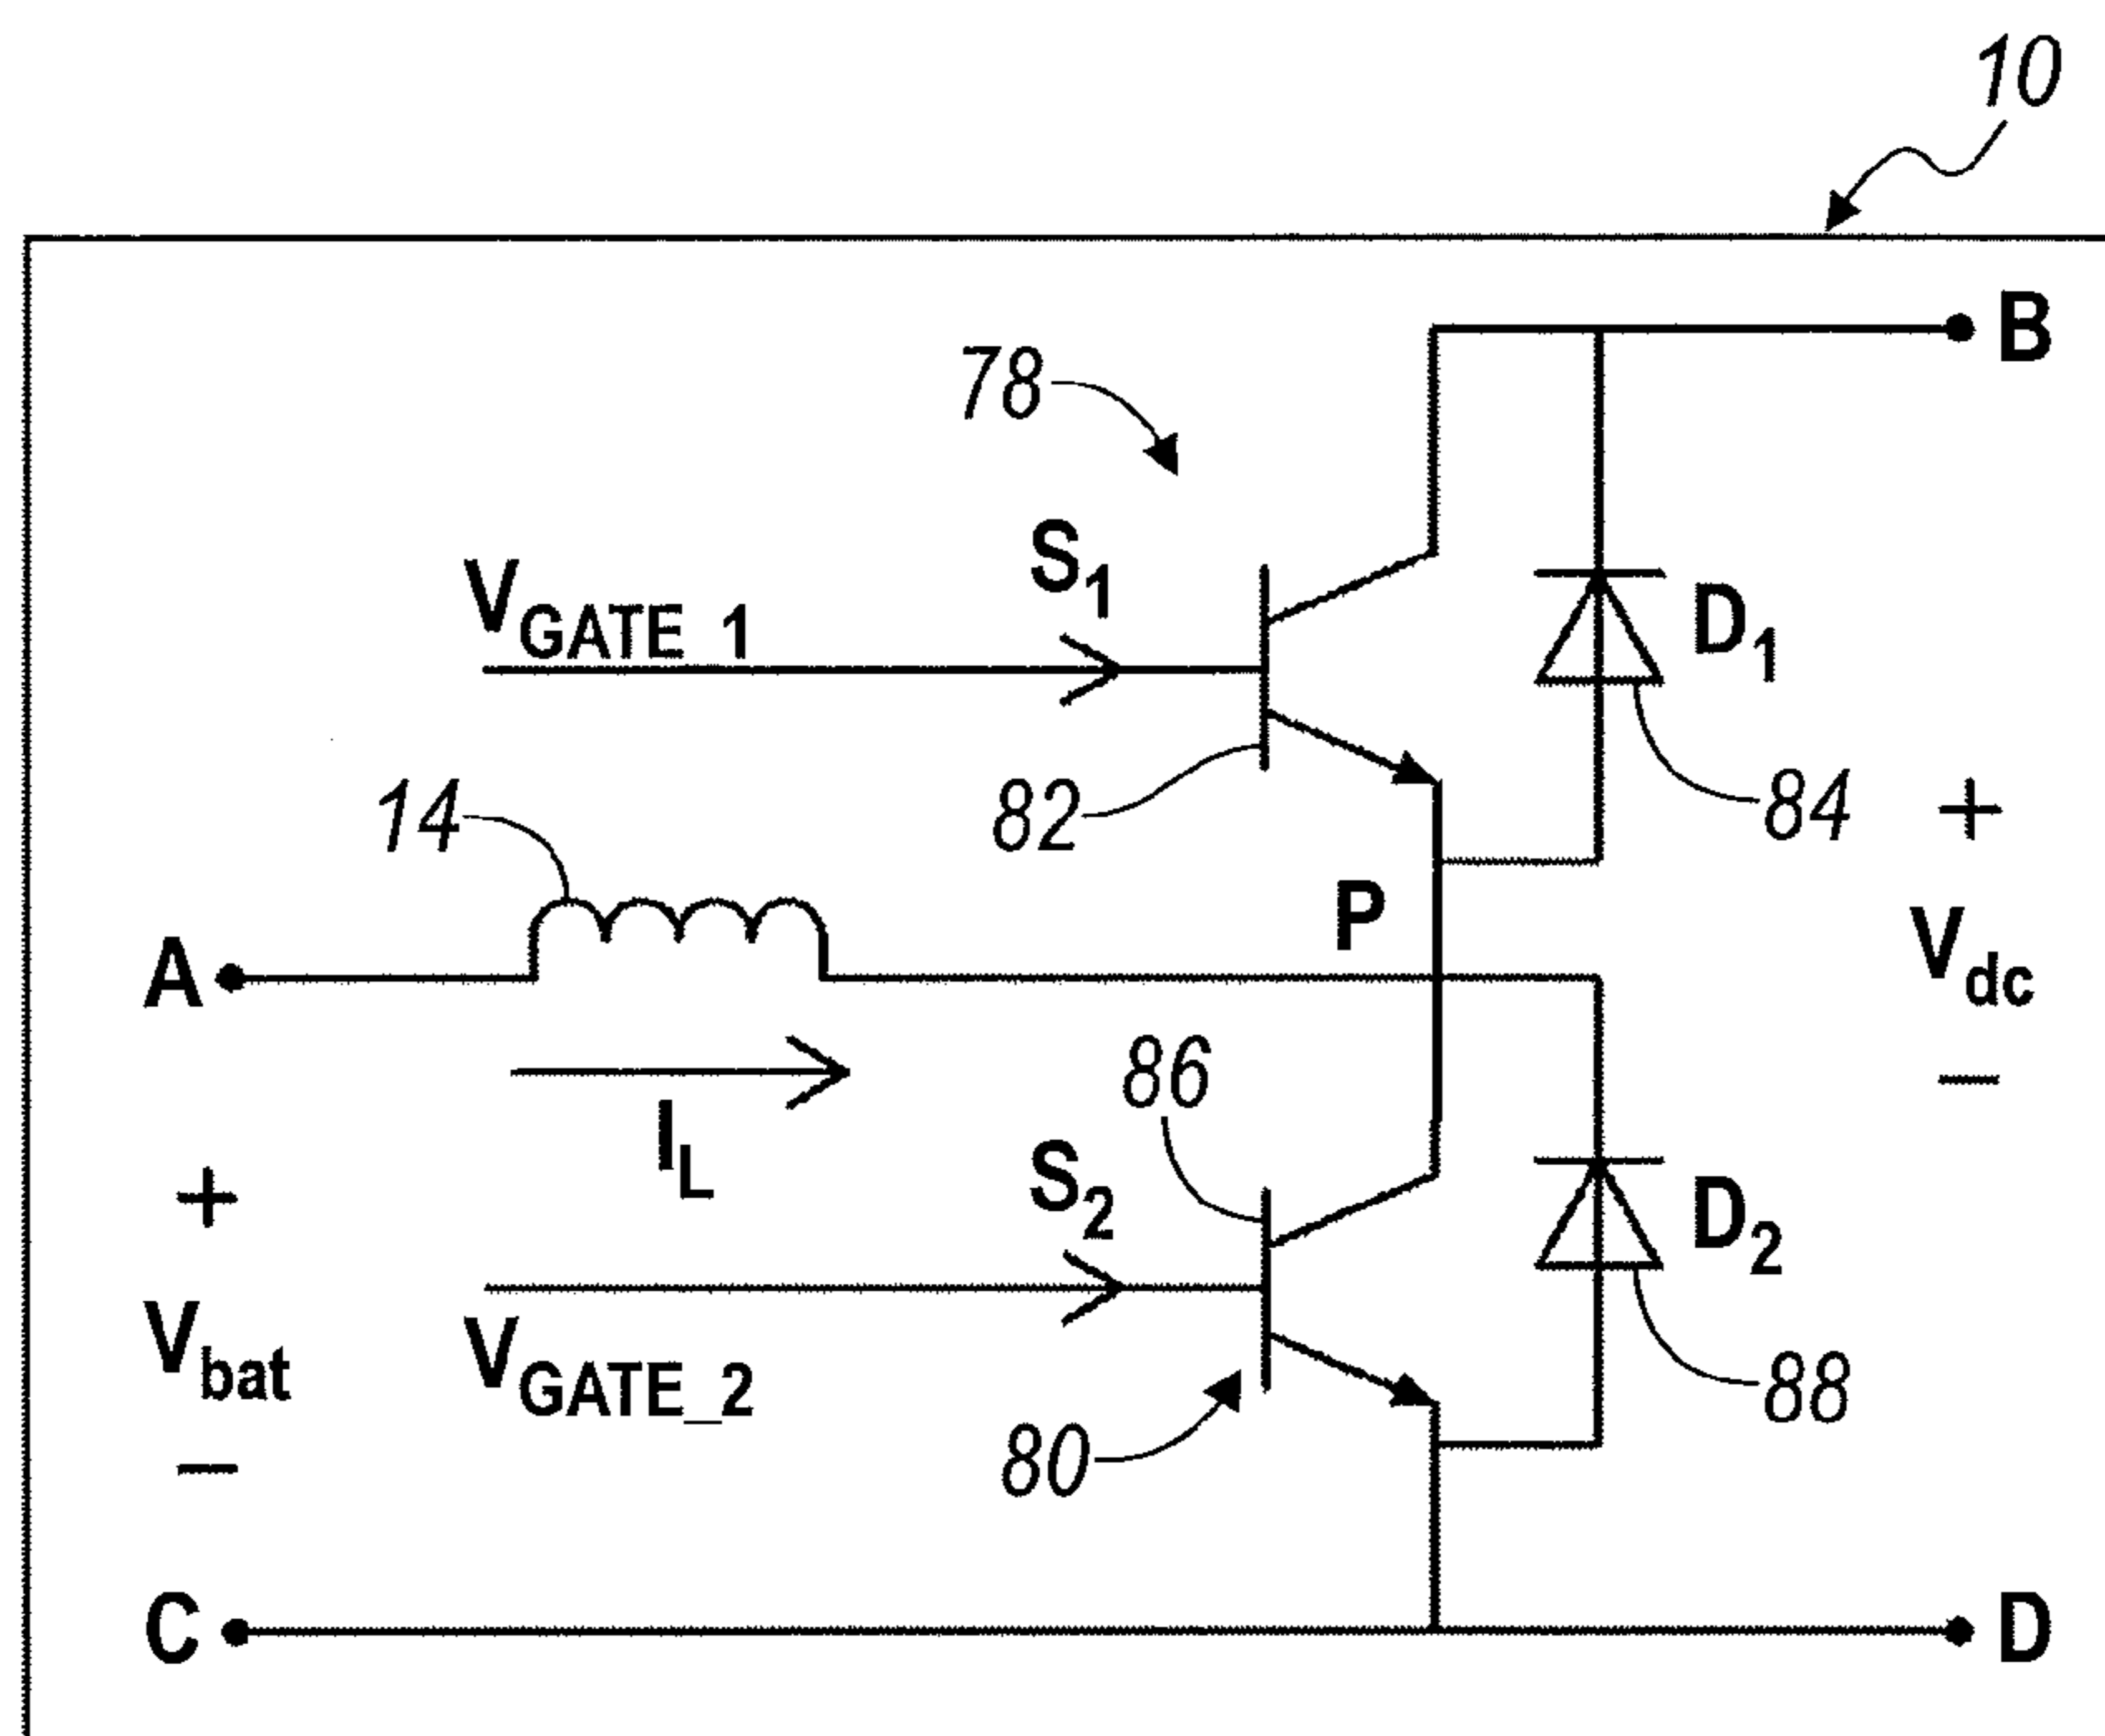 10
B
78
S1
VGATE_1
D1
82
84
14
+
P
A
Vdc
86
−
IL
S2
+
D2
Vbat
VGATE_2
88
80
−
C
D